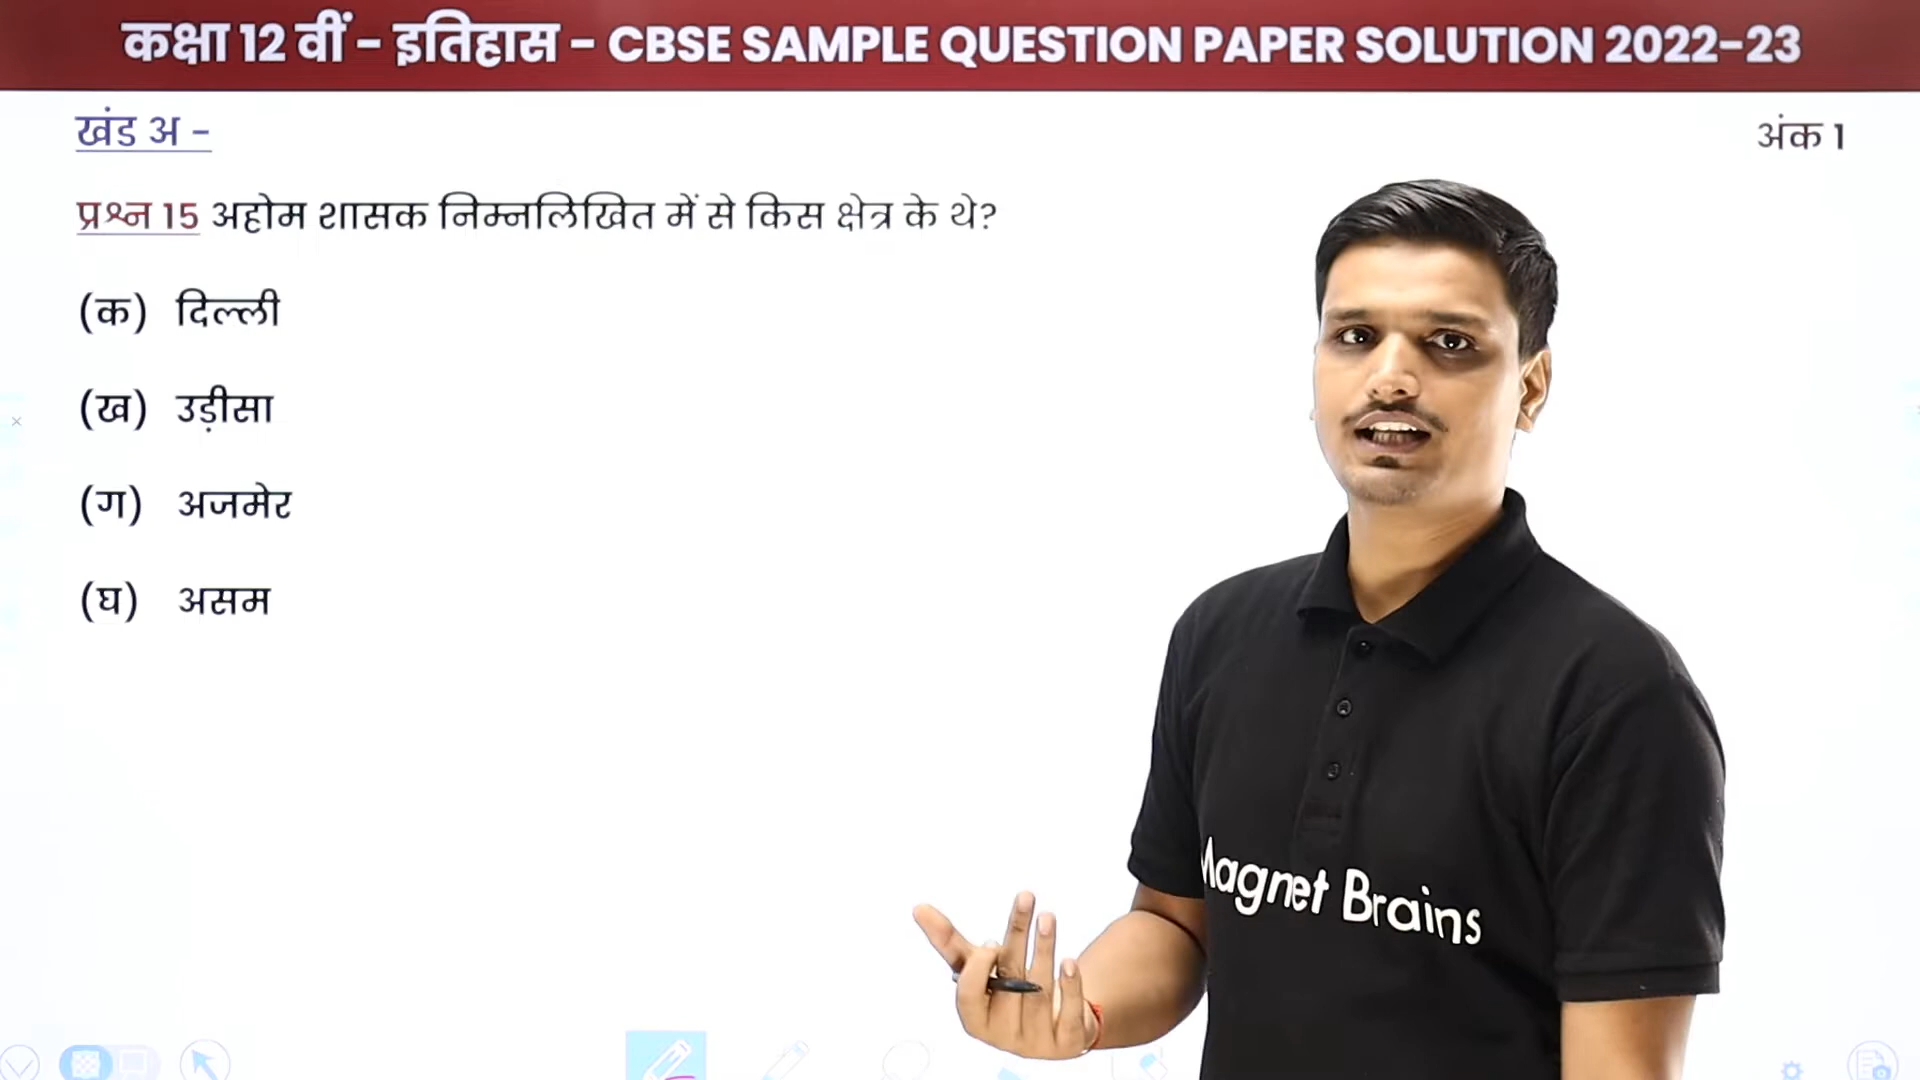 कक्षा 12 वीं - इतिहास - CBSE SAMPLE QUESTION PAPER SOLUTION 2022-23
खंड अ -
अंक 1
प्रश्न 15 अहोम शासक निम्नलिखित में से किस क्षेत्र के थे?
(क) दिल्ली
(ख) उड़ीसा
(ग) अजमेर
(घ) असम
Magnet Brains